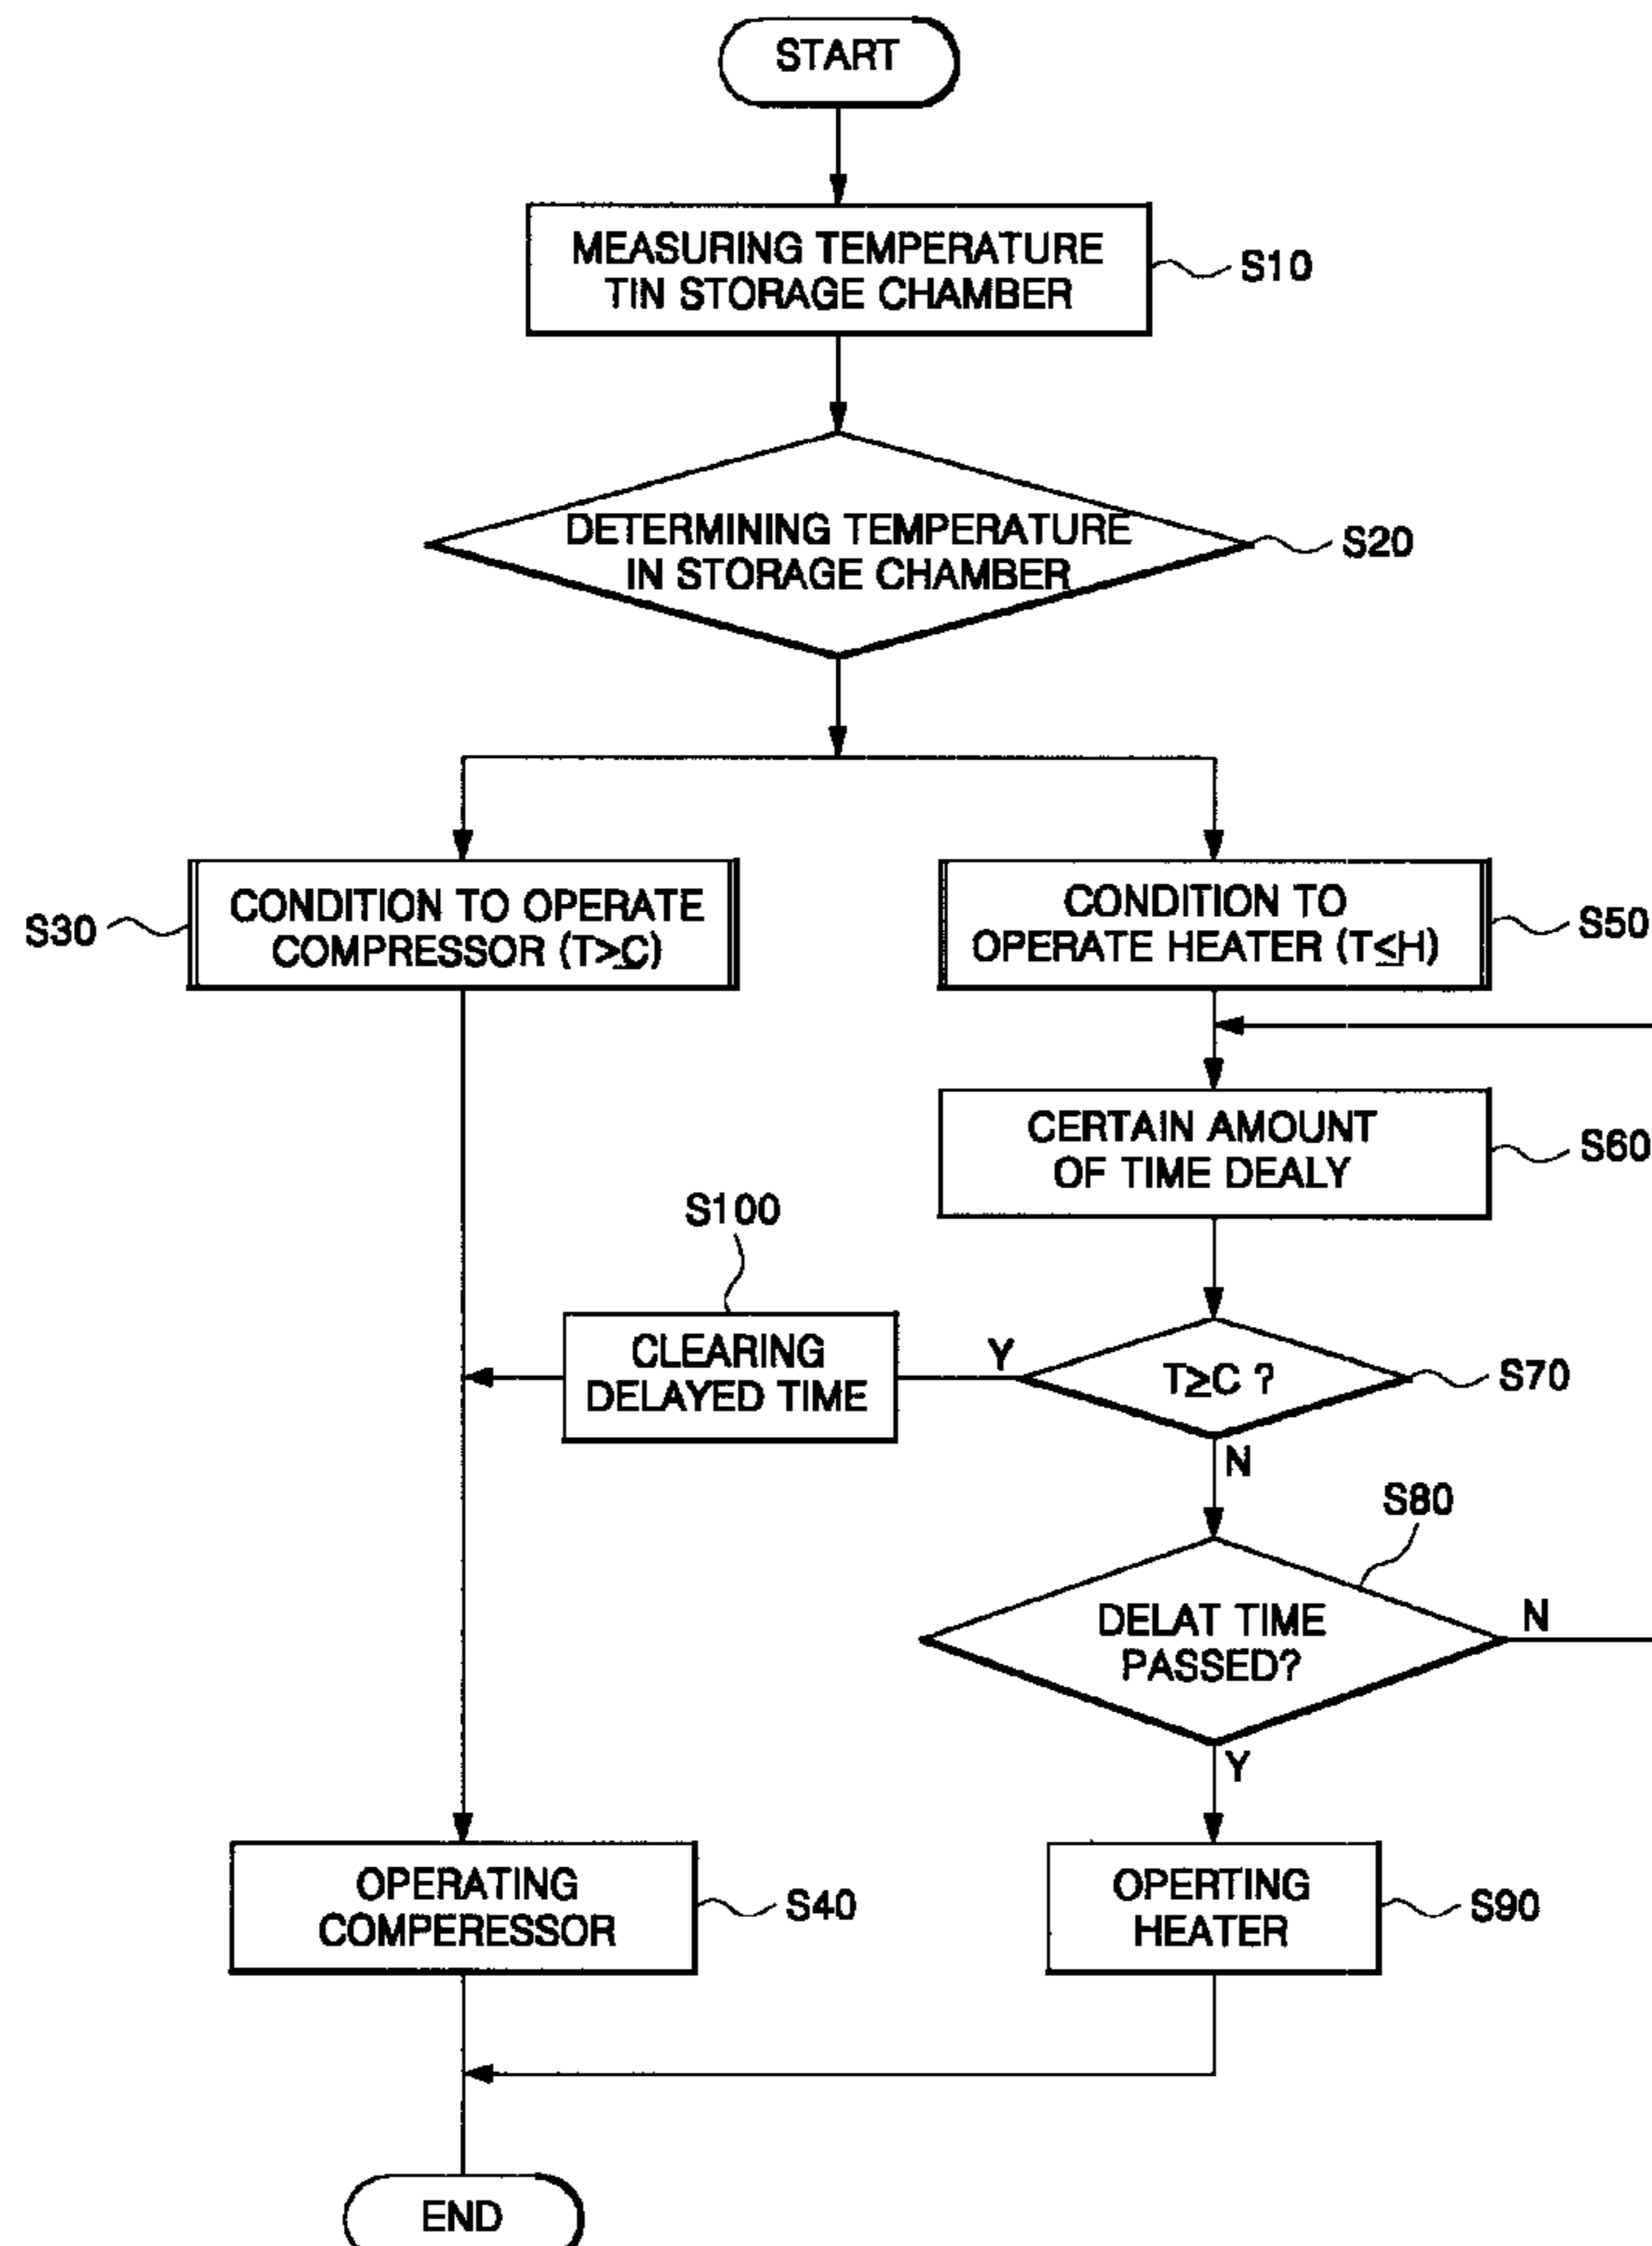 START
MEASURING TEMPERATURE
TIN STORAGE CHAMBER
S10
DETERMINING TEMPERATURE
IN STORAGE CHAMBER
S20
S30
CONDITION TO OPERATE
COMPRESSOR (T≥C)
CONDITION TO
OPERATE HEATER (T≤H)
S50
CERTAIN AMOUNT
OF TIME DEALY
S60
S100
CLEARING
DELAYED TIME
Y
T≥C ?
S70
N
S80
DELAT TIME
PASSED?
N
Y
OPERATING
COMPERESSOR
S40
OPERTING
HEATER
S90
END